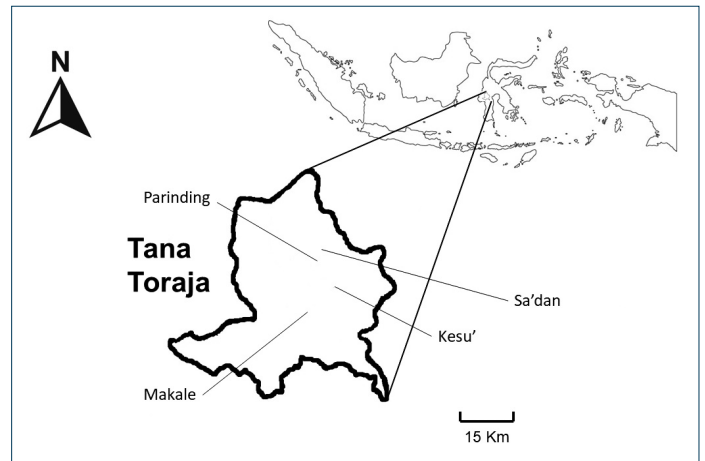 N
Parinding
Tana
Toraja
Sa’dan
Kesu’
Makale
15 Km